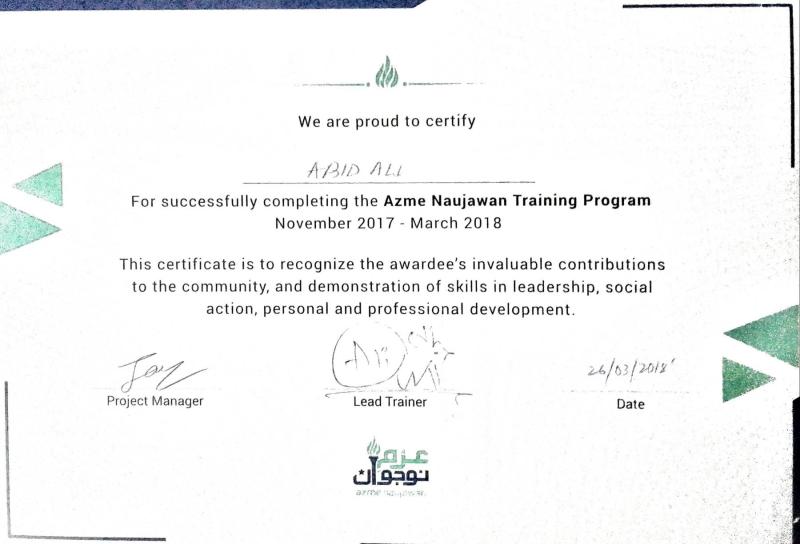 We are proud to certify
ABID ALI
For successfully completing the Azme Naujawan Training Program
November 2017 - March 2018
This certificate is to recognize the awardee's invaluable contributions
to the community, and demonstration of skills in leadership, social
action, personal and professional development.
26/03/2018
Project Manager
Lead Trainer
Date
عزم
نوجوان
azme naujawan